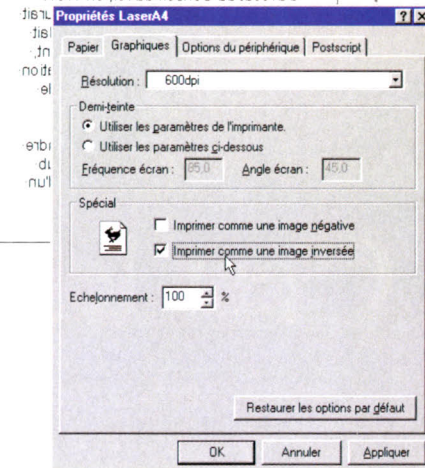 Propriétés LaserA4
Papier Graphiques Options du périphérique Postscript
Résolution : 600dpi
Demi-teinte
Utiliser les paramètres de l'imprimante.
Utiliser les paramètres ci-dessous
Fréquence écran : 85,0 Angle écran : 45,0
Spécial
Imprimer comme une image négative
Imprimer comme une image inversée
Echelonnement : 100 %
Restaurer les options par défaut
OK Annuler Appliquer